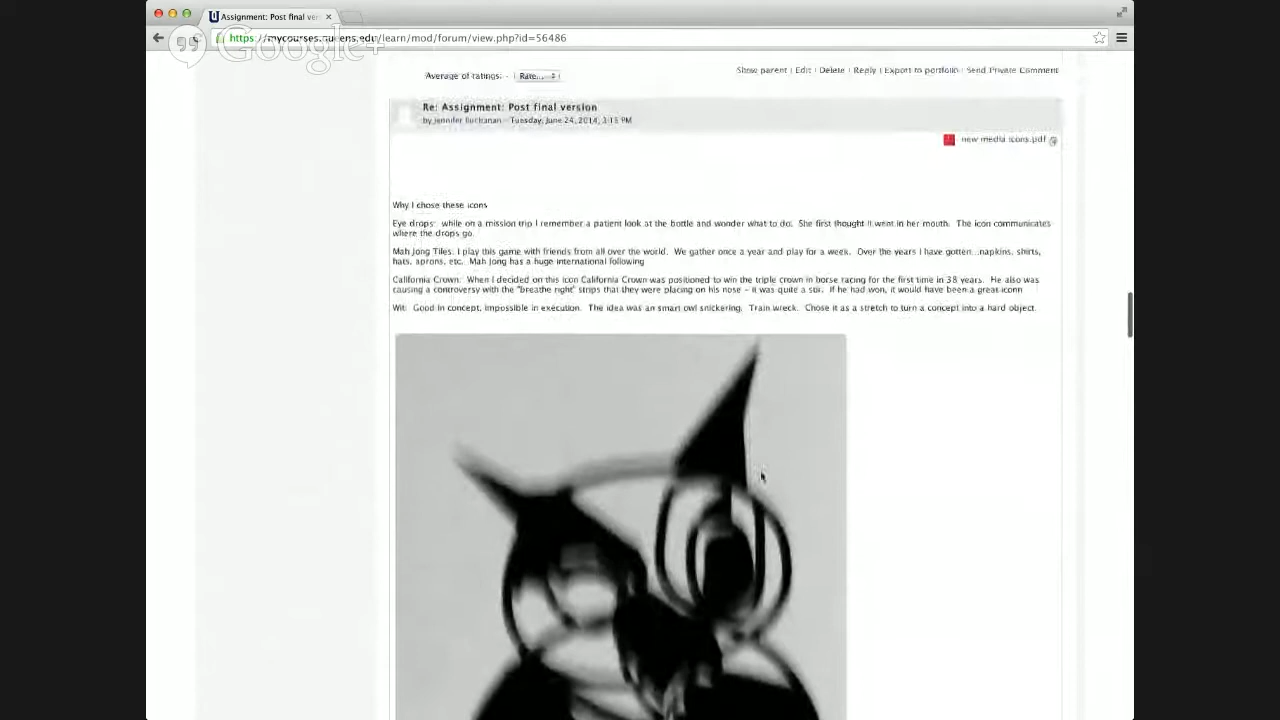 Assignment: Post final ver
Google+
https://mycourses.queens.edu/learn/mod/forum/view.php?id=56486
Average of ratings: -
Rate...
Show parent | Edit | Delete | Reply | Export to portfolio | Send Private Comment
Re: Assignment: Post final version
by Jennifer Buchanan - Tuesday, June 24, 2014, 3:15 PM
new media icons.pdf
Why I chose these icons
Eye drops: while on a mission trip I remember a patient look at the bottle and wonder what to do. She first thought it went in her mouth. The icon communicates
where the drops go.
Mah Jong Tiles: I play this game with friends from all over the world. We gather once a year and play for a week. Over the years I have gotten...napkins, shirts,
hats, aprons, etc. Mah Jong has a huge international following
California Crown: When I decided on this icon California Crown was positioned to win the triple crown in horse racing for the first time in 38 years. He also was
causing a controversy with the "breathe right" strips that they were placing on his nose - it was quite a stir. If he had won, it would have been a great iconn
Wit: Good in concept, impossible in execution. The idea was an smart owl snickering. Train wreck. Chose it as a stretch to turn a concept into a hard object.